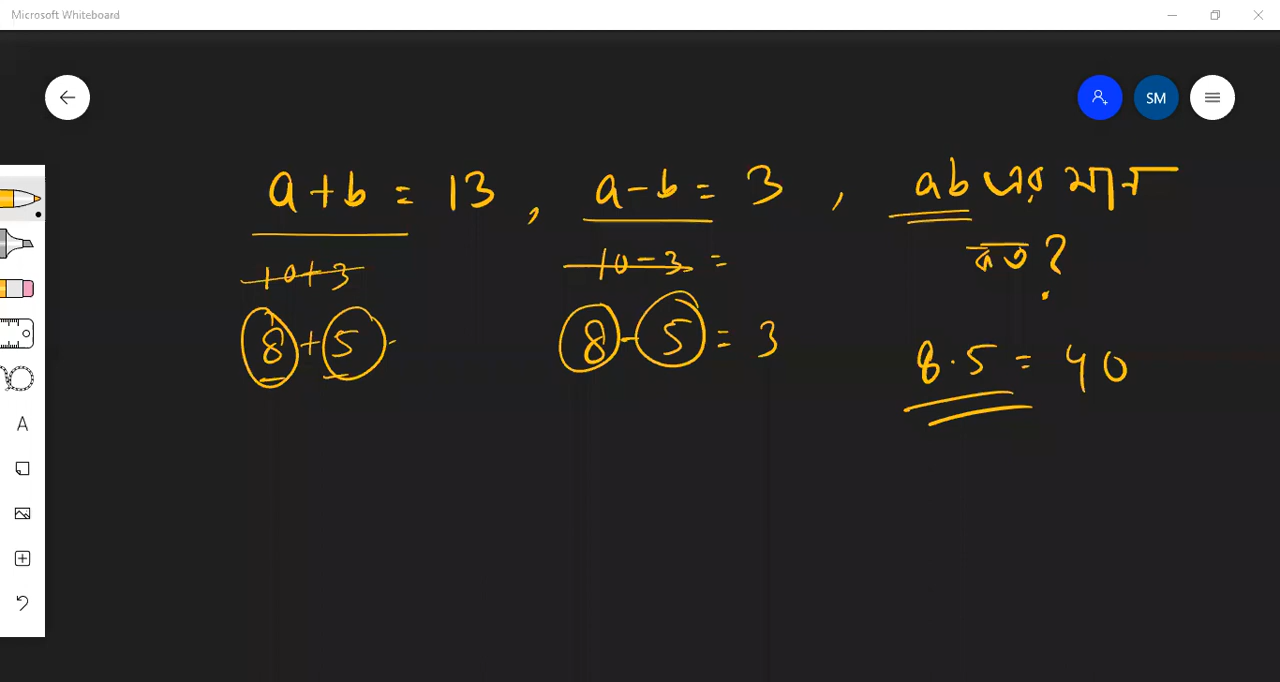 Microsoft Whiteboard
SM
a + b = 13, a - b = 3, ab এর মান
কত?
10 + 3 10 - 3 =
8 + 5 = 8 - 5 = 3
8 . 5 = 40
A